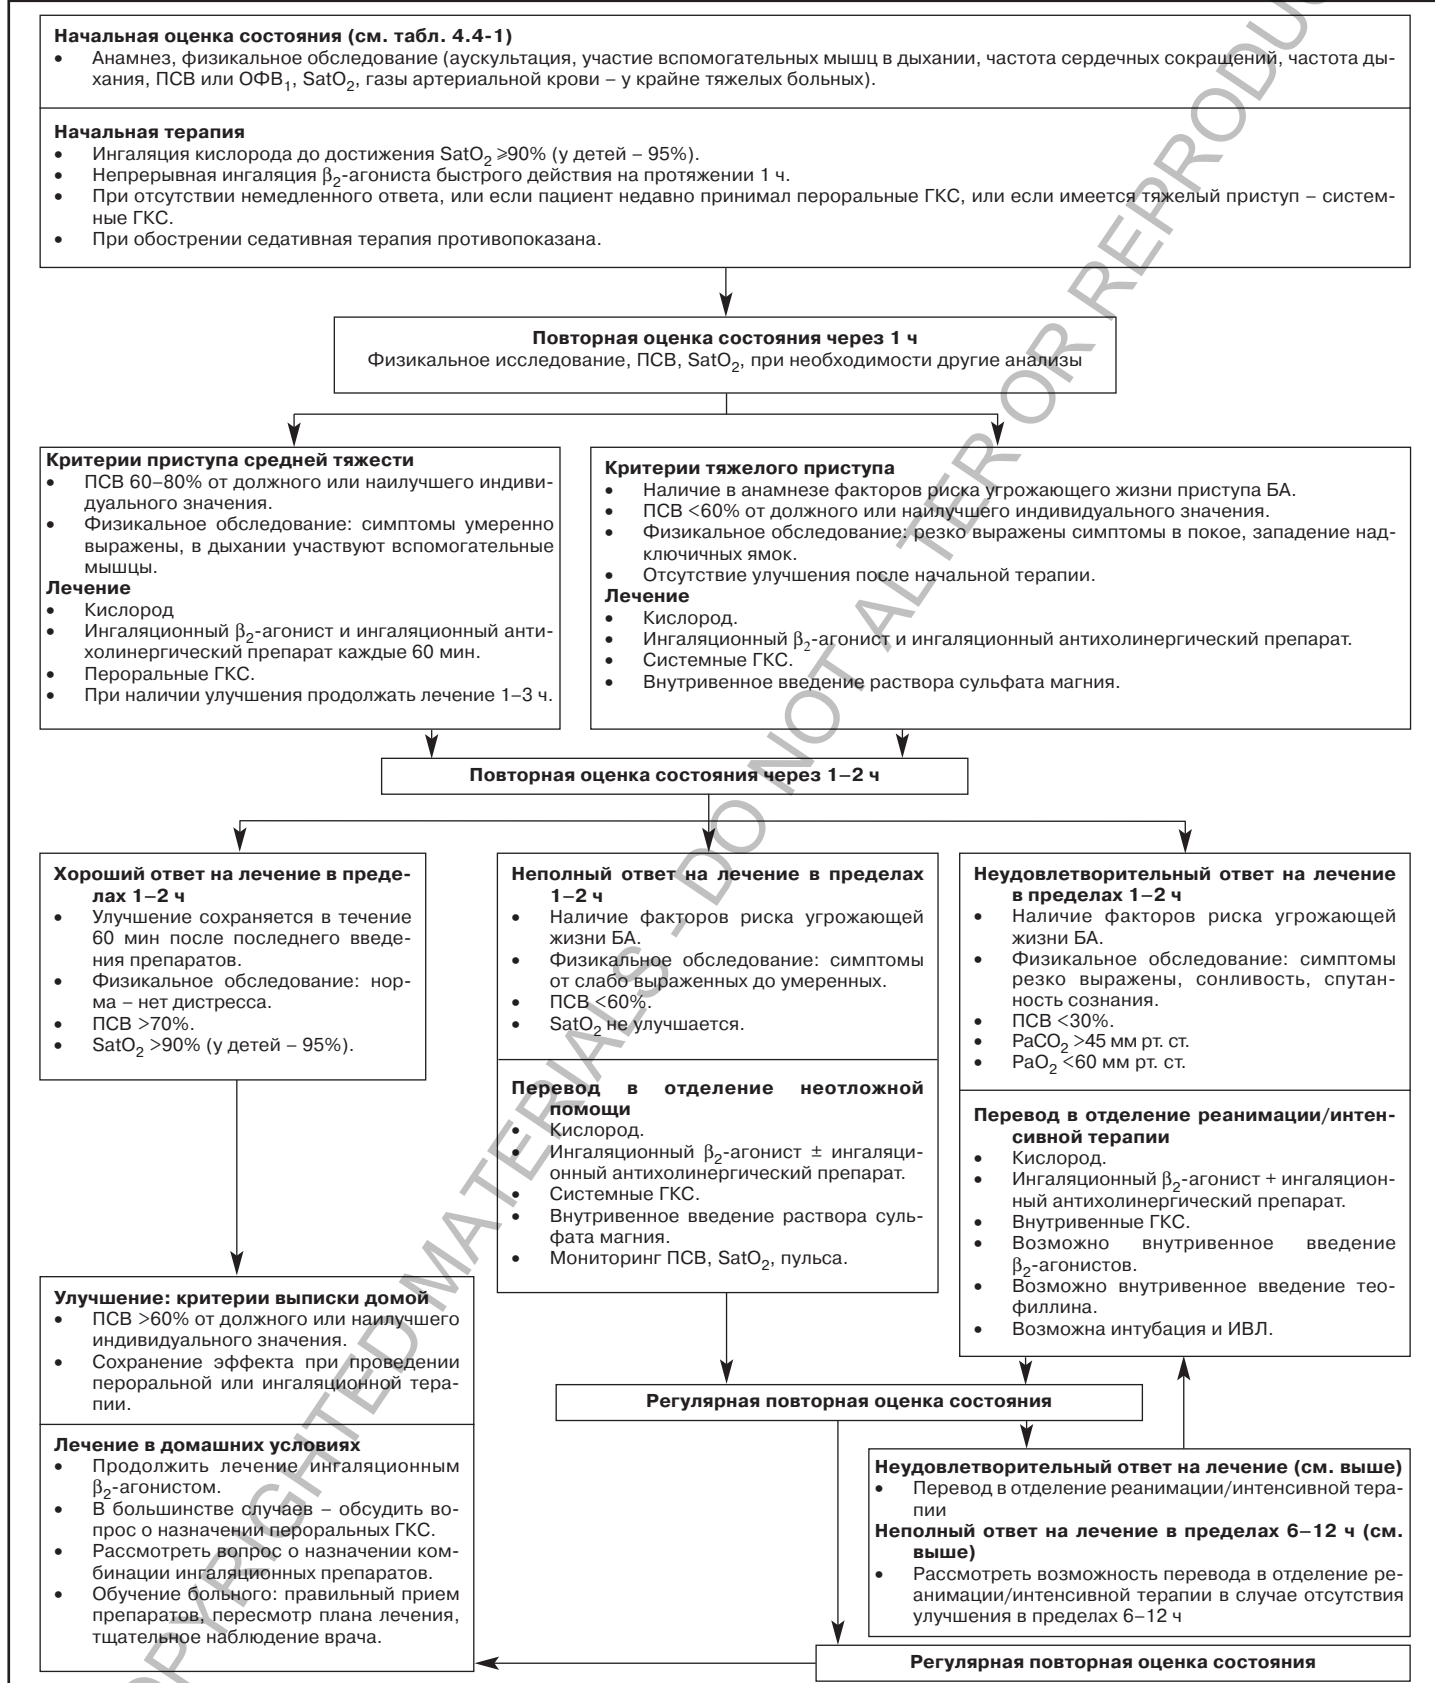 Начальная оценка состояния (см. табл. 4.4-1)
• Анамнез, физикальное обследование (аускультация, участие вспомогательных мышц в дыхании, частота сердечных сокращений, частота ды-
хания, ПСВ или ОФВ1, SatO2, газы артериальной крови – у крайне тяжелых больных).
Начальная терапия
• Ингаляция кислорода до достижения SatO2 ⩾90% (у детей – 95%).
• Непрерывная ингаляция β2-агониста быстрого действия на протяжении 1 ч.
• При отсутствии немедленного ответа, или если пациент недавно принимал пероральные ГКС, или если имеется тяжелый приступ – систем-
ные ГКС.
• При обострении седативная терапия противопоказана.
Повторная оценка состояния через 1 ч
Физикальное исследование, ПСВ, SatO2, при необходимости другие анализы
Критерии приступа средней тяжести
• ПСВ 60–80% от должного или наилучшего индиви-
дуального значения.
• Физикальное обследование: симптомы умеренно
выражены, в дыхании участвуют вспомогательные
мышцы.
Лечение
• Кислород
• Ингаляционный β2-агонист и ингаляционный анти-
холинергический препарат каждые 60 мин.
• Пероральные ГКС.
• При наличии улучшения продолжать лечение 1–3 ч.
Критерии тяжелого приступа
• Наличие в анамнезе факторов риска угрожающего жизни приступа БА.
• ПСВ <60% от должного или наилучшего индивидуального значения.
• Физикальное обследование: резко выражены симптомы в покое, западение над-
ключичных ямок.
• Отсутствие улучшения после начальной терапии.
Лечение
• Кислород.
• Ингаляционный β2-агонист и ингаляционный антихолинергический препарат.
• Системные ГКС.
• Внутривенное введение раствора сульфата магния.
Повторная оценка состояния через 1–2 ч
Хороший ответ на лечение в преде-
лах 1–2 ч
• Улучшение сохраняется в течение
60 мин после последнего введе-
ния препаратов.
• Физикальное обследование: нор-
ма – нет дистресса.
• ПСВ >70%.
• SatO2 >90% (у детей – 95%).
Неполный ответ на лечение в пределах
1–2 ч
• Наличие факторов риска угрожающей
жизни БА.
• Физикальное обследование: симптомы
от слабо выраженных до умеренных.
• ПСВ <60%.
• SatO2 не улучшается.
Перевод в отделение неотложной
помощи
• Кислород.
• Ингаляционный β2-агонист ± ингаляци-
онный антихолинергический препарат.
• Системные ГКС.
• Внутривенное введение раствора суль-
фата магния.
• Мониторинг ПСВ, SatO2, пульса.
Неудовлетворительный ответ на лечение
в пределах 1–2 ч
• Наличие факторов риска угрожающей
жизни БА.
• Физикальное обследование: симптомы
резко выражены, сонливость, спутан-
ность сознания.
• ПСВ <30%.
• PaCO2 >45 мм рт. ст.
• PaO2 <60 мм рт. ст.
Перевод в отделение реанимации/интен-
сивной терапии
• Кислород.
• Ингаляционный β2-агонист + ингаляцион-
ный антихолинергический препарат.
• Внутривенные ГКС.
• Возможно внутривенное введение
β2-агонистов.
• Возможно внутривенное введение тео-
филлина.
• Возможна интубация и ИВЛ.
Улучшение: критерии выписки домой
• ПСВ >60% от должного или наилучшего
индивидуального значения.
• Сохранение эффекта при проведении
пероральной или ингаляционной тера-
пии.
Лечение в домашних условиях
• Продолжить лечение ингаляционным
β2-агонистом.
• В большинстве случаев – обсудить во-
прос о назначении пероральных ГКС.
• Рассмотреть вопрос о назначении ком-
бинации ингаляционных препаратов.
• Обучение больного: правильный прием
препаратов, пересмотр плана лечения,
тщательное наблюдение врача.
Регулярная повторная оценка состояния
Неудовлетворительный ответ на лечение (см. выше)
• Перевод в отделение реанимации/интенсивной тера-
пии
Неполный ответ на лечение в пределах 6–12 ч (см.
выше)
• Рассмотреть возможность перевода в отделение ре-
анимации/интенсивной терапии в случае отсутствия
улучшения в пределах 6–12 ч
Регулярная повторная оценка состояния
OPYRIGHTED MATERIALS - DO NOT ALTER OR REPRODUC